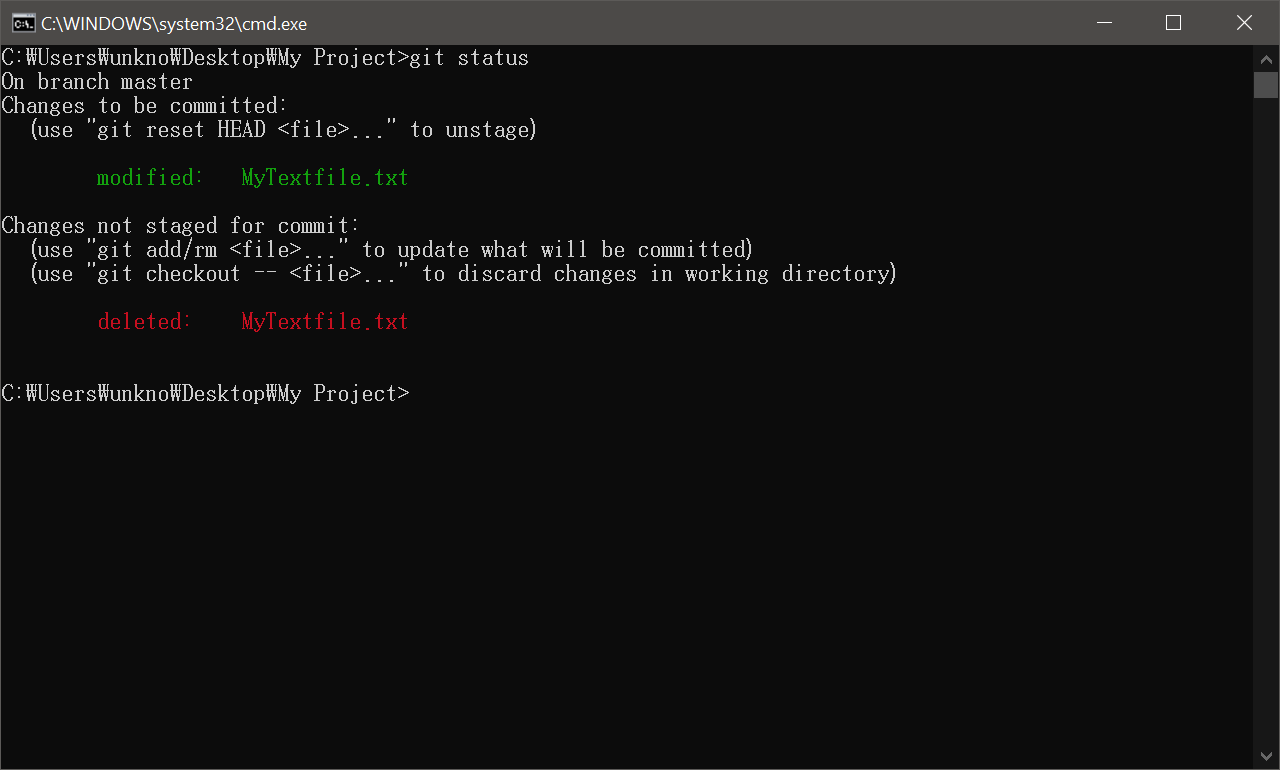 C:\WINDOWS\system32\cmd.exe
C:₩Users₩unkno₩Desktop₩My Project>git status
On branch master
Changes to be committed:
  (use "git reset HEAD <file>..." to unstage)
        modified:   MyTextfile.txt
Changes not staged for commit:
  (use "git add/rm <file>..." to update what will be committed)
  (use "git checkout -- <file>..." to discard changes in working directory)
        deleted:    MyTextfile.txt
C:₩Users₩unkno₩Desktop₩My Project>